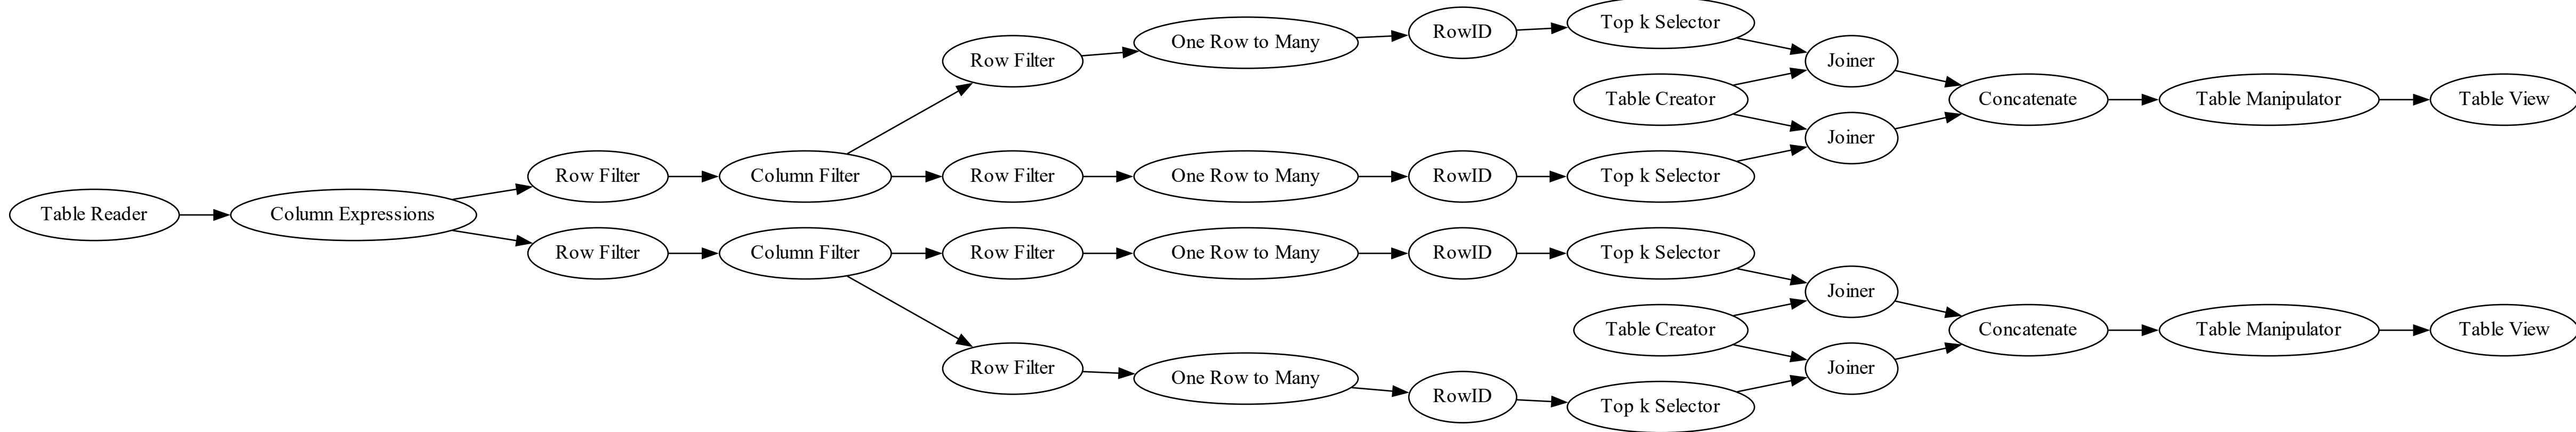 Top k Selector
RowID
One Row to Many
Row Filter
Joiner
Table Creator
Concatenate
Table Manipulator
Table View
Joiner
Row Filter
Column Filter
Row Filter
One Row to Many
RowID
Top k Selector
Table Reader
Column Expressions
Row Filter
Column Filter
Row Filter
One Row to Many
RowID
Top k Selector
Joiner
Table Creator
Concatenate
Table Manipulator
Table View
Joiner
Row Filter
One Row to Many
RowID
Top k Selector